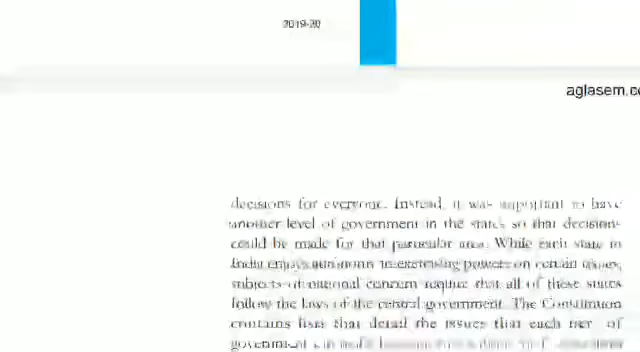 2019-20
aglasem.c
decisions for everyone. Instead, it was important to have
another level of government in the states so that decisions
could be made for that particular area. While each state in
India enjoys autonomy in exercising powers on certain issues,
subjects of national concern require that all of these states
follow the laws of the central government. The Constitution
contains lists that detail the issues that each tier of
government can make